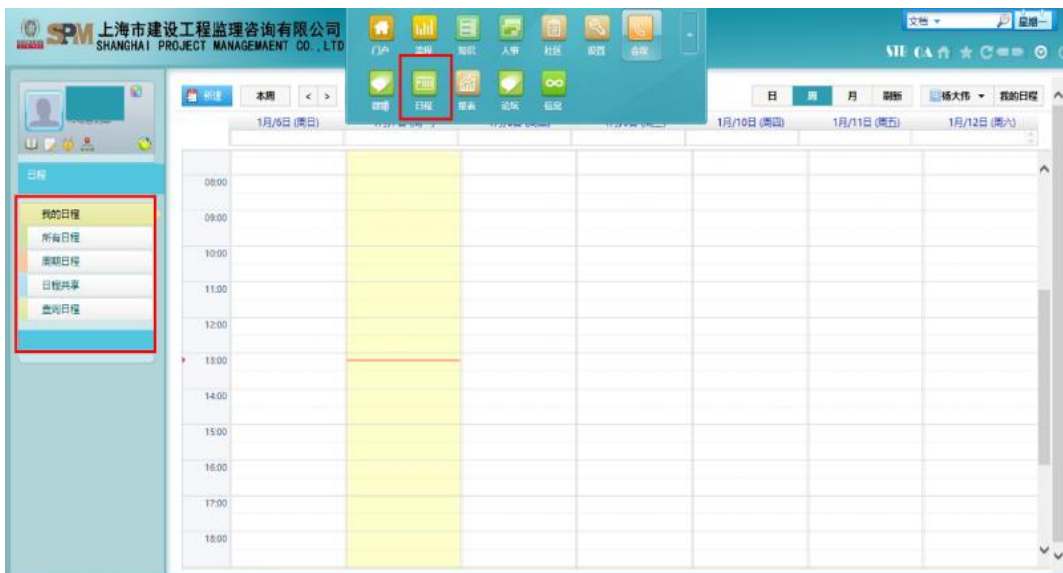 SPM 上海市建设工程监理咨询有限公司
SHANGHAI PROJECT MANAGEMAENT CO.,LTD
门户 流程 知识 人事 社区 设置
微博 日程 报表 论坛 信息
文档
新建 本周 < > 日 周 月 刷新 杨大伟 我的日程
1月/6日 (周日) 1月/10日 (周四) 1月/11日 (周五) 1月/12日 (周六)
日程
我的日程
所有日程
周期日程
日程共享
查阅日程
08:00
09:00
10:00
11:00
12:00
13:00
14:00
15:00
16:00
17:00
18:00